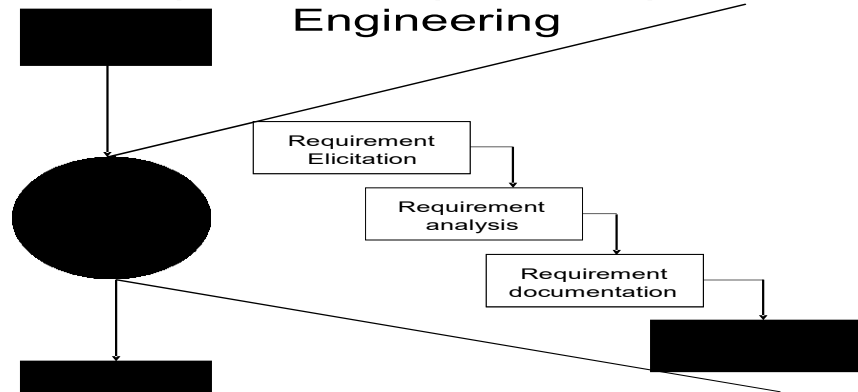 Engineering
Requirement
Elicitation
Requirement
analysis
Requirement
documentation